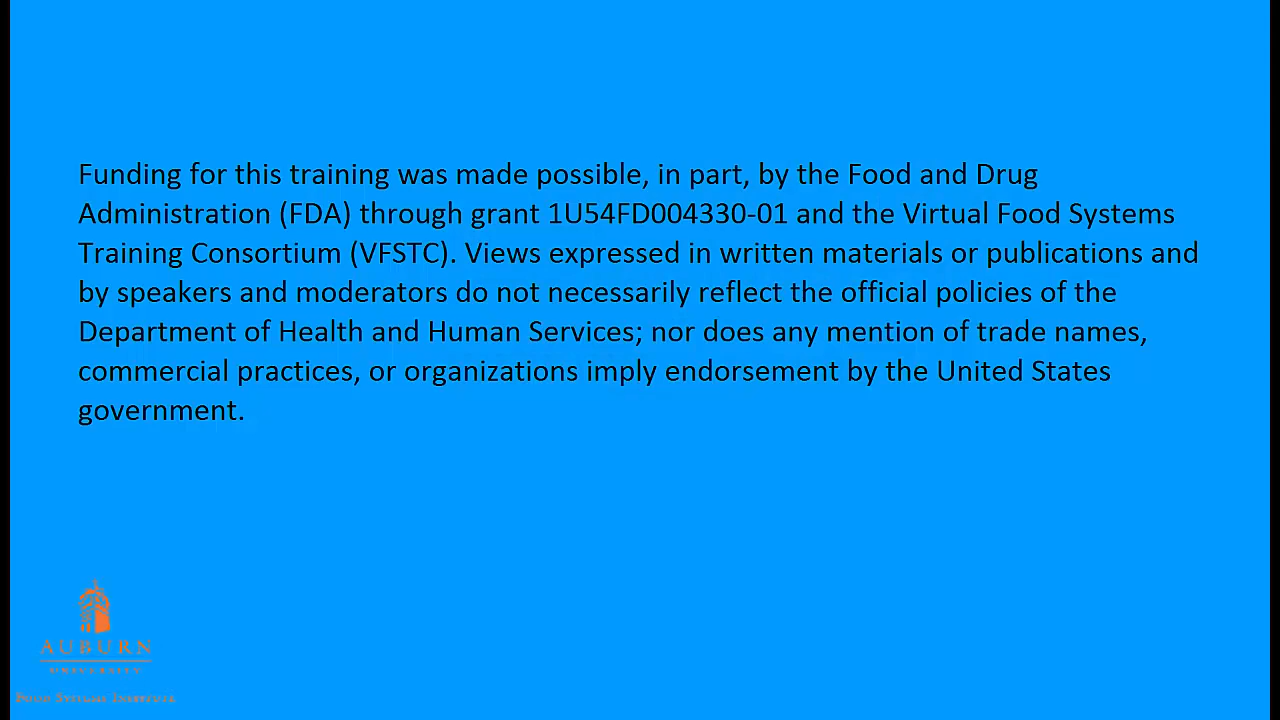 Funding for this training was made possible, in part, by the Food and Drug
Administration (FDA) through grant 1U54FD004330-01 and the Virtual Food Systems
Training Consortium (VFSTC). Views expressed in written materials or publications and
by speakers and moderators do not necessarily reflect the official policies of the
Department of Health and Human Services; nor does any mention of trade names,
commercial practices, or organizations imply endorsement by the United States
government.
AUBURN
UNIVERSITY
Food Systems Institute